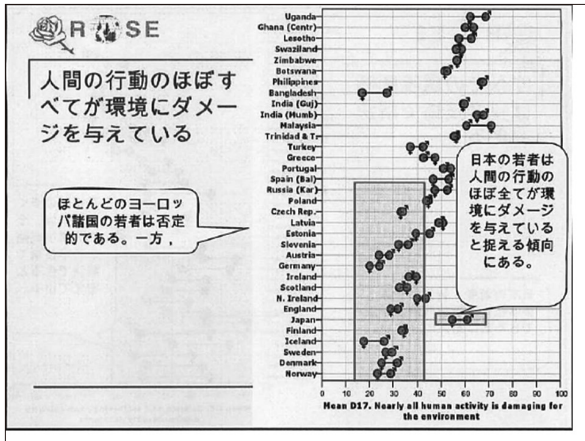 ROSE
人間の行動のほぼす
べてが環境にダメー
ジを与えている
ほとんどのヨーロッ
パ諸国の若者は否定
的である。一方，
Uganda
Ghana (Centr)
Lesotho
Swaziland
Zimbabwe
Botswana
Philippines
Bangladesh
India (Guj)
India (Mumb)
Malaysia
Trinidad & T
Turkey
Greece
Portugal
Spain (Bal)
Russia (Kar)
Poland
Czech Rep.
Latvia
Estonia
Slovenia
Austria
Germany
Ireland
Scotland
N. Ireland
England
Japan
Finland
Iceland
Sweden
Denmark
Norway
日本の若者は
人間の行動の
ほぼ全てが環
境にダメージ
を与えている
と捉える傾向
にある。
0 10 20 30 40 50 60 70 80 90 100
Mean D17. Nearly all human activity is damaging for
the environment